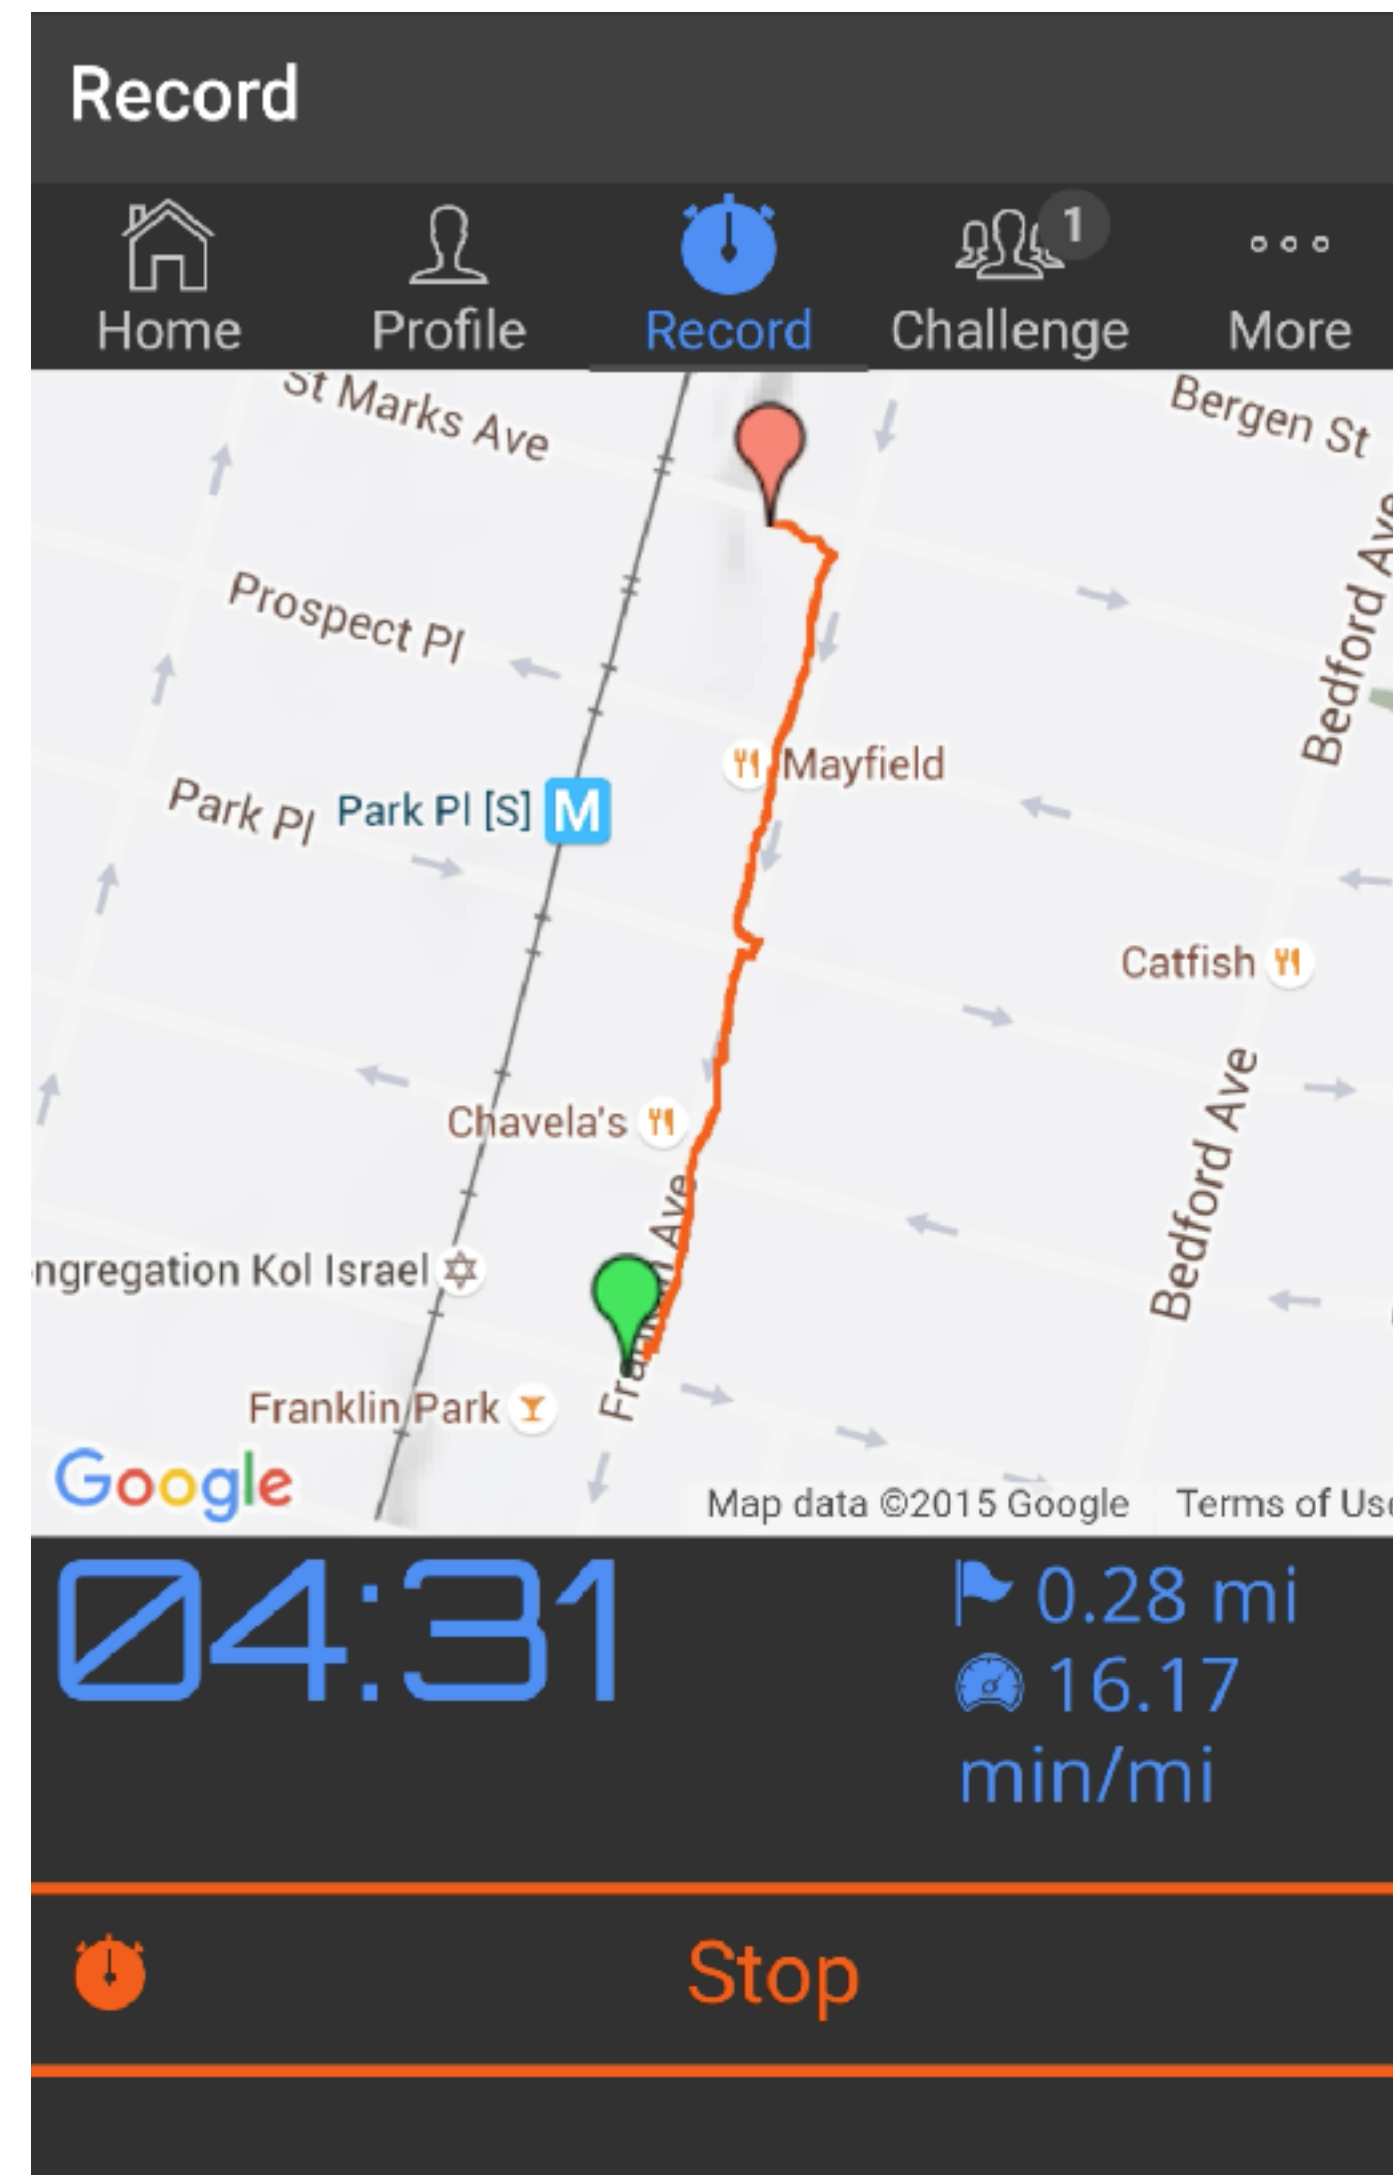 Record
1
Home Profile Record Challenge More
St Marks Ave
Bergen St
Bedford Ave
Prospect Pl
Mayfield
Park Pl
Park Pl [S] M
Catfish
Chavela's
Bedford Ave
Franklin Ave
ngregation Kol Israel
Franklin Park
Google
Map data ©2015 Google Terms of Use
04:31
0.28 mi
16.17
min/mi
Stop